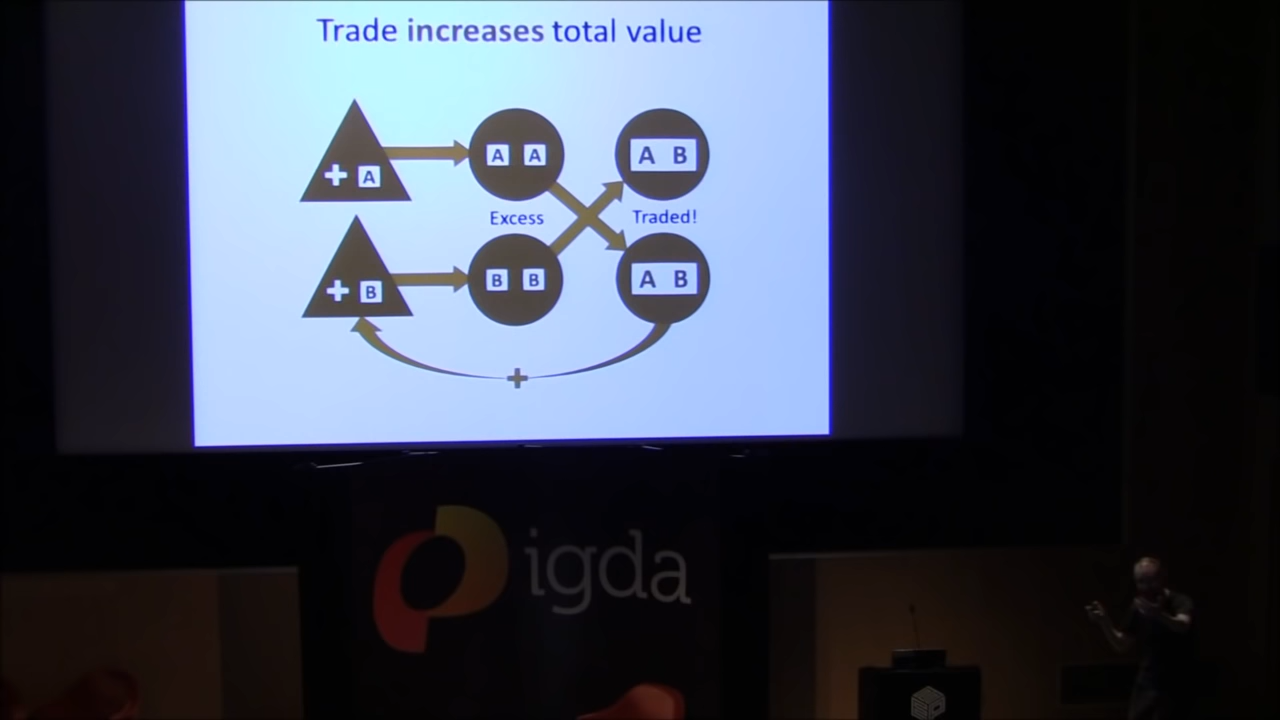 Trade increases total value
+ A
A A
A B
Excess
Traded!
+ B
B B
A B
+
igda